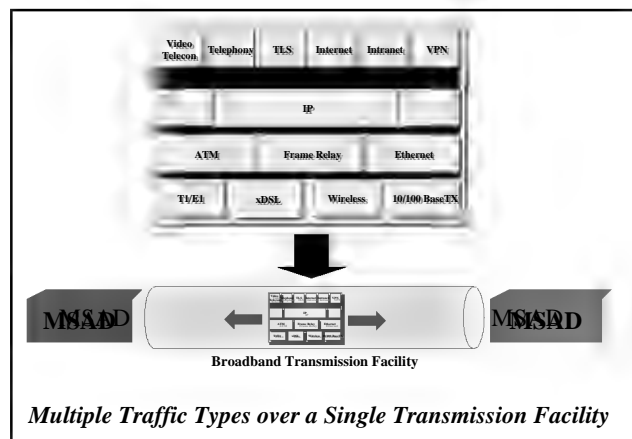 Video Telecon Telephony TLS Internet Intranet VPN
IP
ATM Frame Relay Ethernet
T1/E1 xDSL Wireless 10/100 BaseTX
MSAD MSAD
Broadband Transmission Facility
Multiple Traffic Types over a Single Transmission Facility